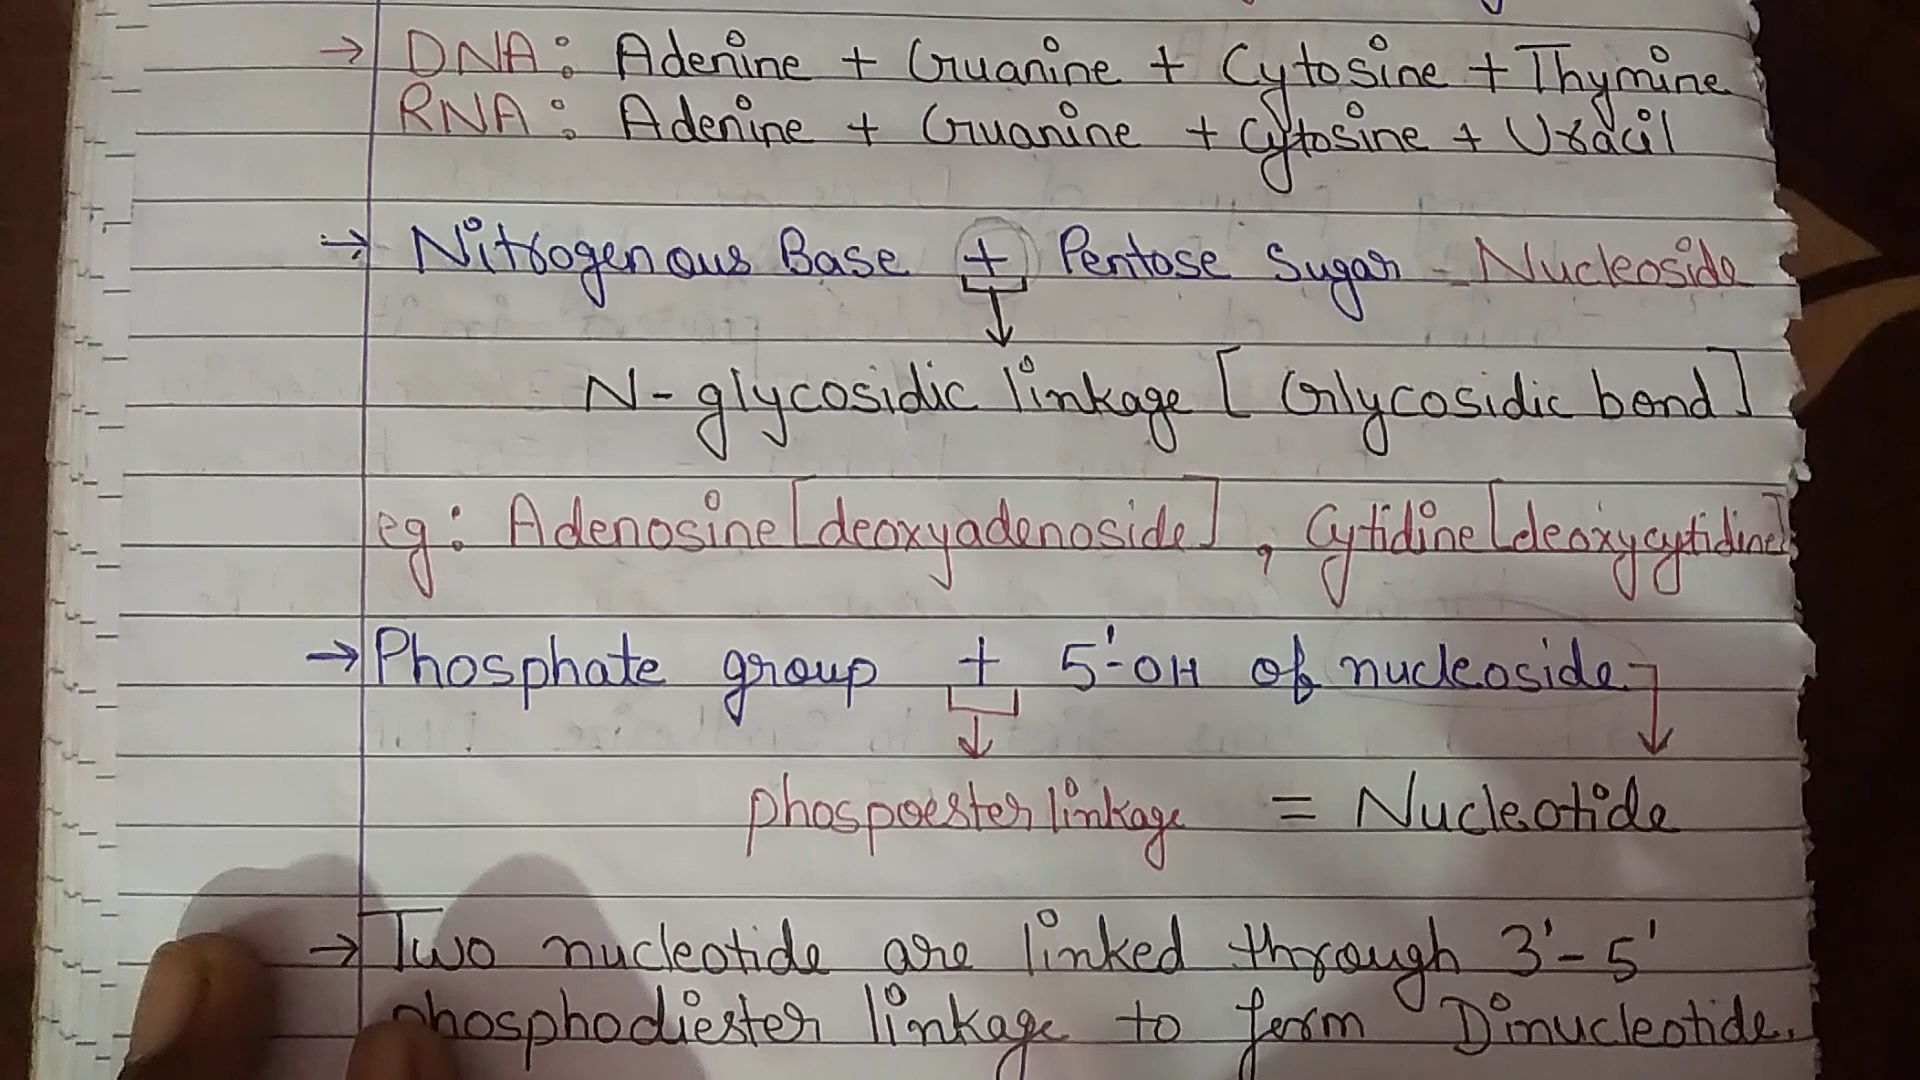 → DNA: Adenine + Guanine + Cytosine + Thymine
RNA: Adenine + Guanine + Cytosine + Uracil
→ Nitrogenous Base + Pentose Sugar - Nucleoside
↓
N-glycosidic linkage [Glycosidic bond]
eg: Adenosine [deoxyadenoside], Cytidine [deoxycytidine]
→ Phosphate group + 5'-OH of nucleoside
↓ ↓
phospoester linkage = Nucleotide
→ Two nucleotide are linked through 3'-5'
phosphodiester linkage to form Dinucleotide.